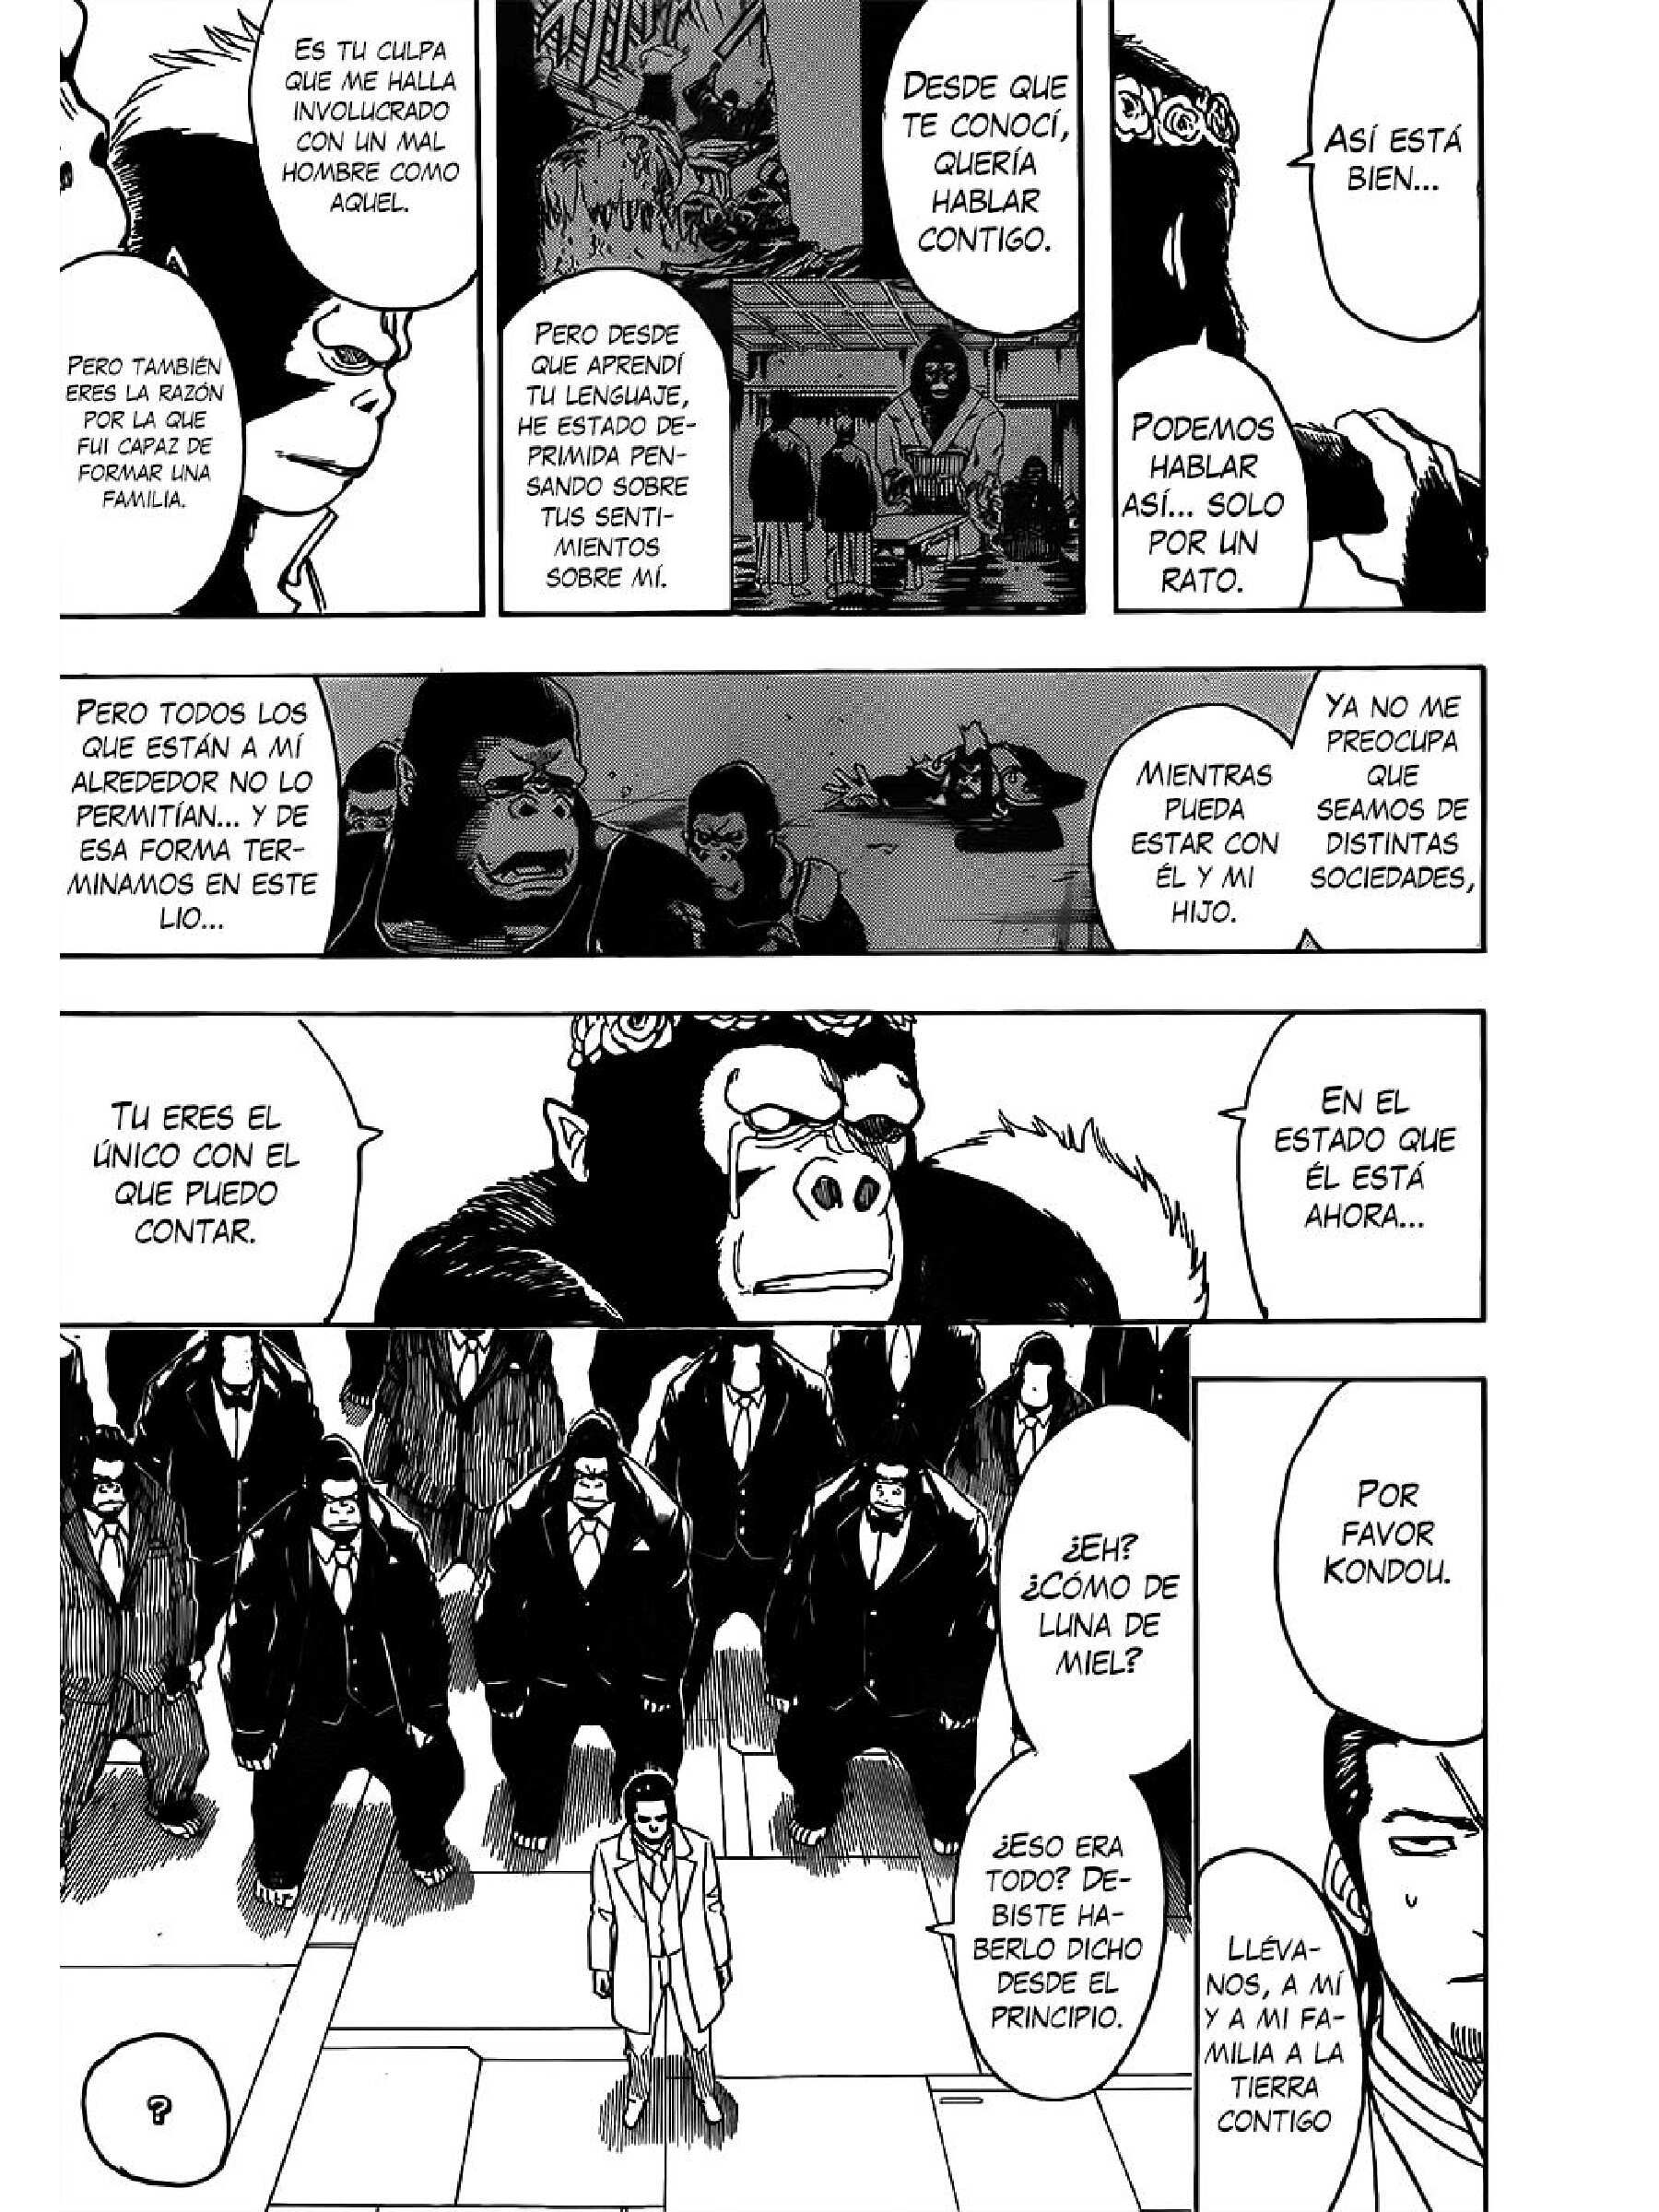 ASÍ ESTÁ
BIEN...
PODEMOS
HABLAR
ASÍ... SOLO
POR UN
RATO.
DESDE QUE
TE CONOCÍ,
QUERÍA
HABLAR
CONTIGO.
PERO DESDE
QUE APRENDÍ
TU LENGUAJE,
HE ESTADO DE-
PRIMIDA PEN-
SANDO SOBRE
TUS SENTI-
MIENTOS
SOBRE MÍ.
ES TU CULPA
QUE ME HALLA
INVOLUCRADO
CON UN MAL
HOMBRE COMO
AQUEL.
PERO TAMBIÉN
ERES LA RAZÓN
POR LA QUE
FUI CAPAZ DE
FORMAR UNA
FAMILIA.
YA NO ME
PREOCUPA
QUE
SEAMOS DE
DISTINTAS
SOCIEDADES,
MIENTRAS
PUEDA
ESTAR CON
ÉL Y MI
HIJO.
PERO TODOS LOS
QUE ESTÁN A MÍ
ALREDEDOR NO LO
PERMITÍAN... Y DE
ESA FORMA TER-
MINAMOS EN ESTE
LIO...
EN EL
ESTADO QUE
ÉL ESTÁ
AHORA...
TU ERES EL
ÚNICO CON EL
QUE PUEDO
CONTAR.
POR
FAVOR
KONDOU.
LLÉVA-
NOS, A MÍ
Y A MI FA-
MILIA A LA
TIERRA
CONTIGO
¿EH?
¿CÓMO DE
LUNA DE
MIEL?
¿ESO ERA
TODO? DE-
BISTE HA-
BERLO DICHO
DESDE EL
PRINCIPIO.
?